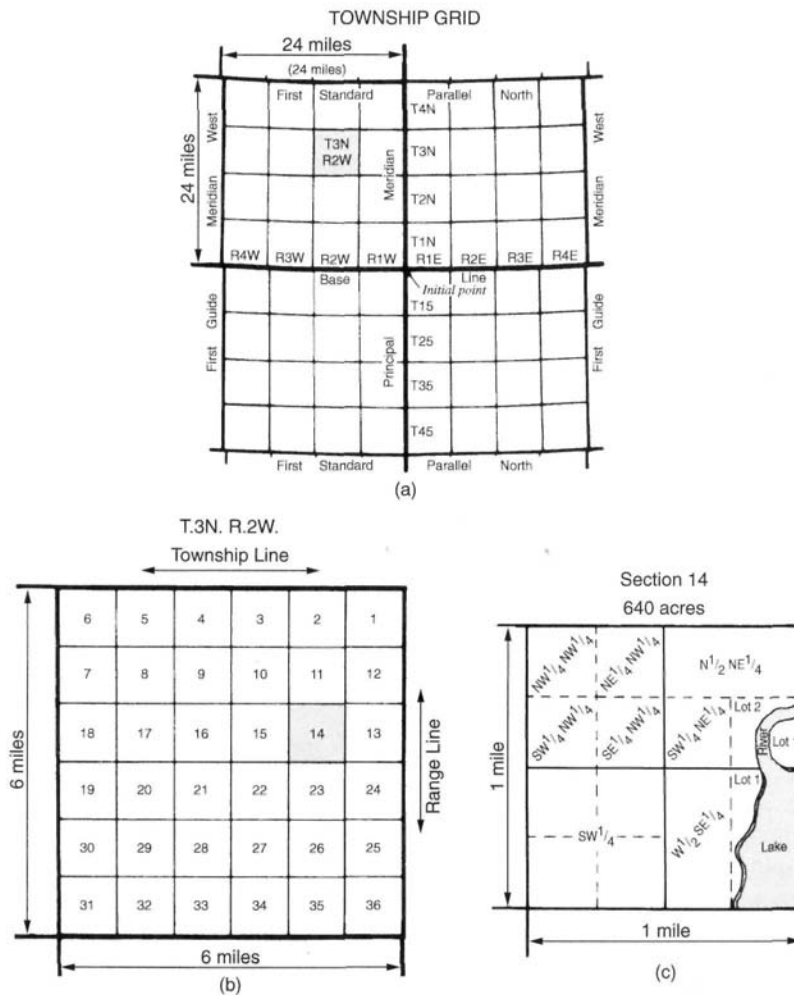 TOWNSHIP GRID
24 miles
(24 miles)
First Standard Parallel North
T4N
West
Meridian
24 miles
T3N
R2W
Meridian
T3N
T2N
T1N
West
Meridian
R4W R3W R2W R1W R1E R2E R3E R4E
Base Line
Initial point
Guide
First
Principal
T15
T25
T35
T45
Guide
First
First Standard Parallel North
(a)
T.3N. R.2W.
Township Line
6 5 4 3 2 1
7 8 9 10 11 12
18 17 16 15 14 13
19 20 21 22 23 24
30 29 28 27 26 25
31 32 33 34 35 36
6 miles
Range Line
6 miles
(b)
Section 14
640 acres
NW1/4 NW1/4
NE1/4 NW1/4
N1/2 NE1/4
SW1/4 NW1/4
SE1/4 NW1/4
SW1/4 NE1/4
Lot 2
River
Lot
Lot 1
SW1/4
W1/2 SE1/4
Lake
1 mile
1 mile
(c)